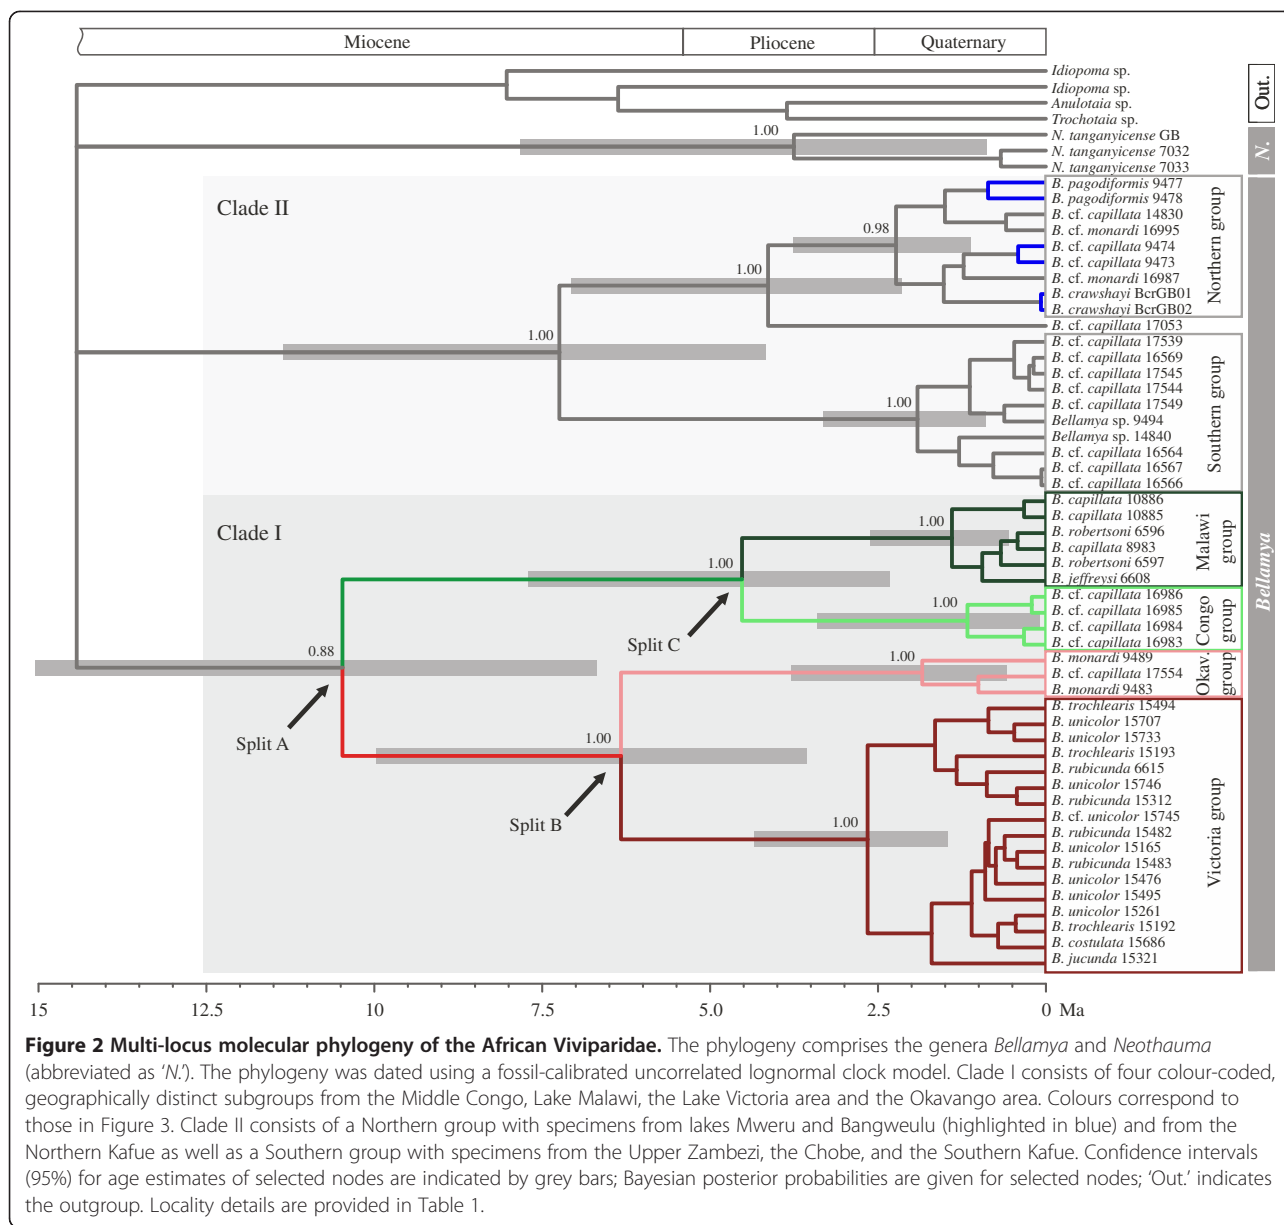 Miocene Pliocene Quaternary
Idiopoma sp.
Idiopoma sp.
Anulotaia sp.
Trochotaia sp.
Out.
1.00
N. tanganyicense GB
N. tanganyicense 7032
N. tanganyicense 7033
N.
Clade II
B. pagodiformis 9477
B. pagodiformis 9478
B. cf. capillata 14830
B. cf. monardi 16995
0.98
B. cf. capillata 9474
B. cf. capillata 9473
B. cf. monardi 16987
B. crawshayi BcrGB01
B. crawshayi BcrGB02
Northern group
1.00
B. cf. capillata 17053
1.00
B. cf. capillata 17539
B. cf. capillata 16569
B. cf. capillata 17545
B. cf. capillata 17544
B. cf. capillata 17549
1.00
Bellamya sp. 9494
Bellamya sp. 14840
B. cf. capillata 16564
B. cf. capillata 16567
B. cf. capillata 16566
Southern group
Clade I
B. capillata 10886
B. capillata 10885
1.00
B. robertsoni 6596
B. capillata 8983
B. robertsoni 6597
B. jeffreysi 6608
Malawi
group
1.00
B. cf. capillata 16986
B. cf. capillata 16985
B. cf. capillata 16984
B. cf. capillata 16983
1.00
Congo
group
Split C
Bellamya
0.88
B. monardi 9489
B. cf. capillata 17554
B. monardi 9483
1.00
Okav.
group
Split A
1.00
Split B
B. trochlearis 15494
B. unicolor 15707
B. unicolor 15733
B. trochlearis 15193
B. rubicunda 6615
B. unicolor 15746
B. rubicunda 15312
B. cf. unicolor 15745
1.00
B. rubicunda 15482
B. unicolor 15165
B. rubicunda 15483
B. unicolor 15476
B. unicolor 15495
B. unicolor 15261
B. trochlearis 15192
B. costulata 15686
B. jucunda 15321
Victoria group
15 12.5 10 7.5 5.0 2.5 0 Ma
Figure 2 Multi-locus molecular phylogeny of the African Viviparidae. The phylogeny comprises the genera Bellamya and Neothauma
(abbreviated as ‘N.’). The phylogeny was dated using a fossil-calibrated uncorrelated lognormal clock model. Clade I consists of four colour-coded,
geographically distinct subgroups from the Middle Congo, Lake Malawi, the Lake Victoria area and the Okavango area. Colours correspond to
those in Figure 3. Clade II consists of a Northern group with specimens from lakes Mweru and Bangweulu (highlighted in blue) and from the
Northern Kafue as well as a Southern group with specimens from the Upper Zambezi, the Chobe, and the Southern Kafue. Confidence intervals
(95%) for age estimates of selected nodes are indicated by grey bars; Bayesian posterior probabilities are given for selected nodes; ‘Out.’ indicates
the outgroup. Locality details are provided in Table 1.